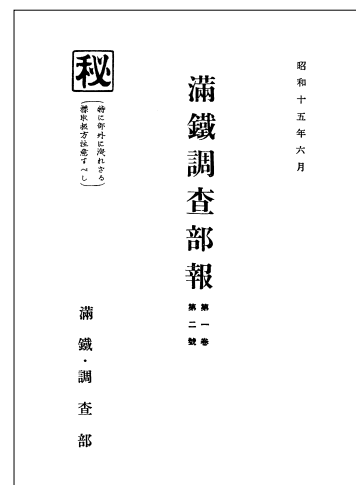 昭和十五年六月
滿鐵調査部報
第一卷
第二號
秘
(特に部外に洩れざる
樣取扱方注意すべし)
滿鐵・調査部